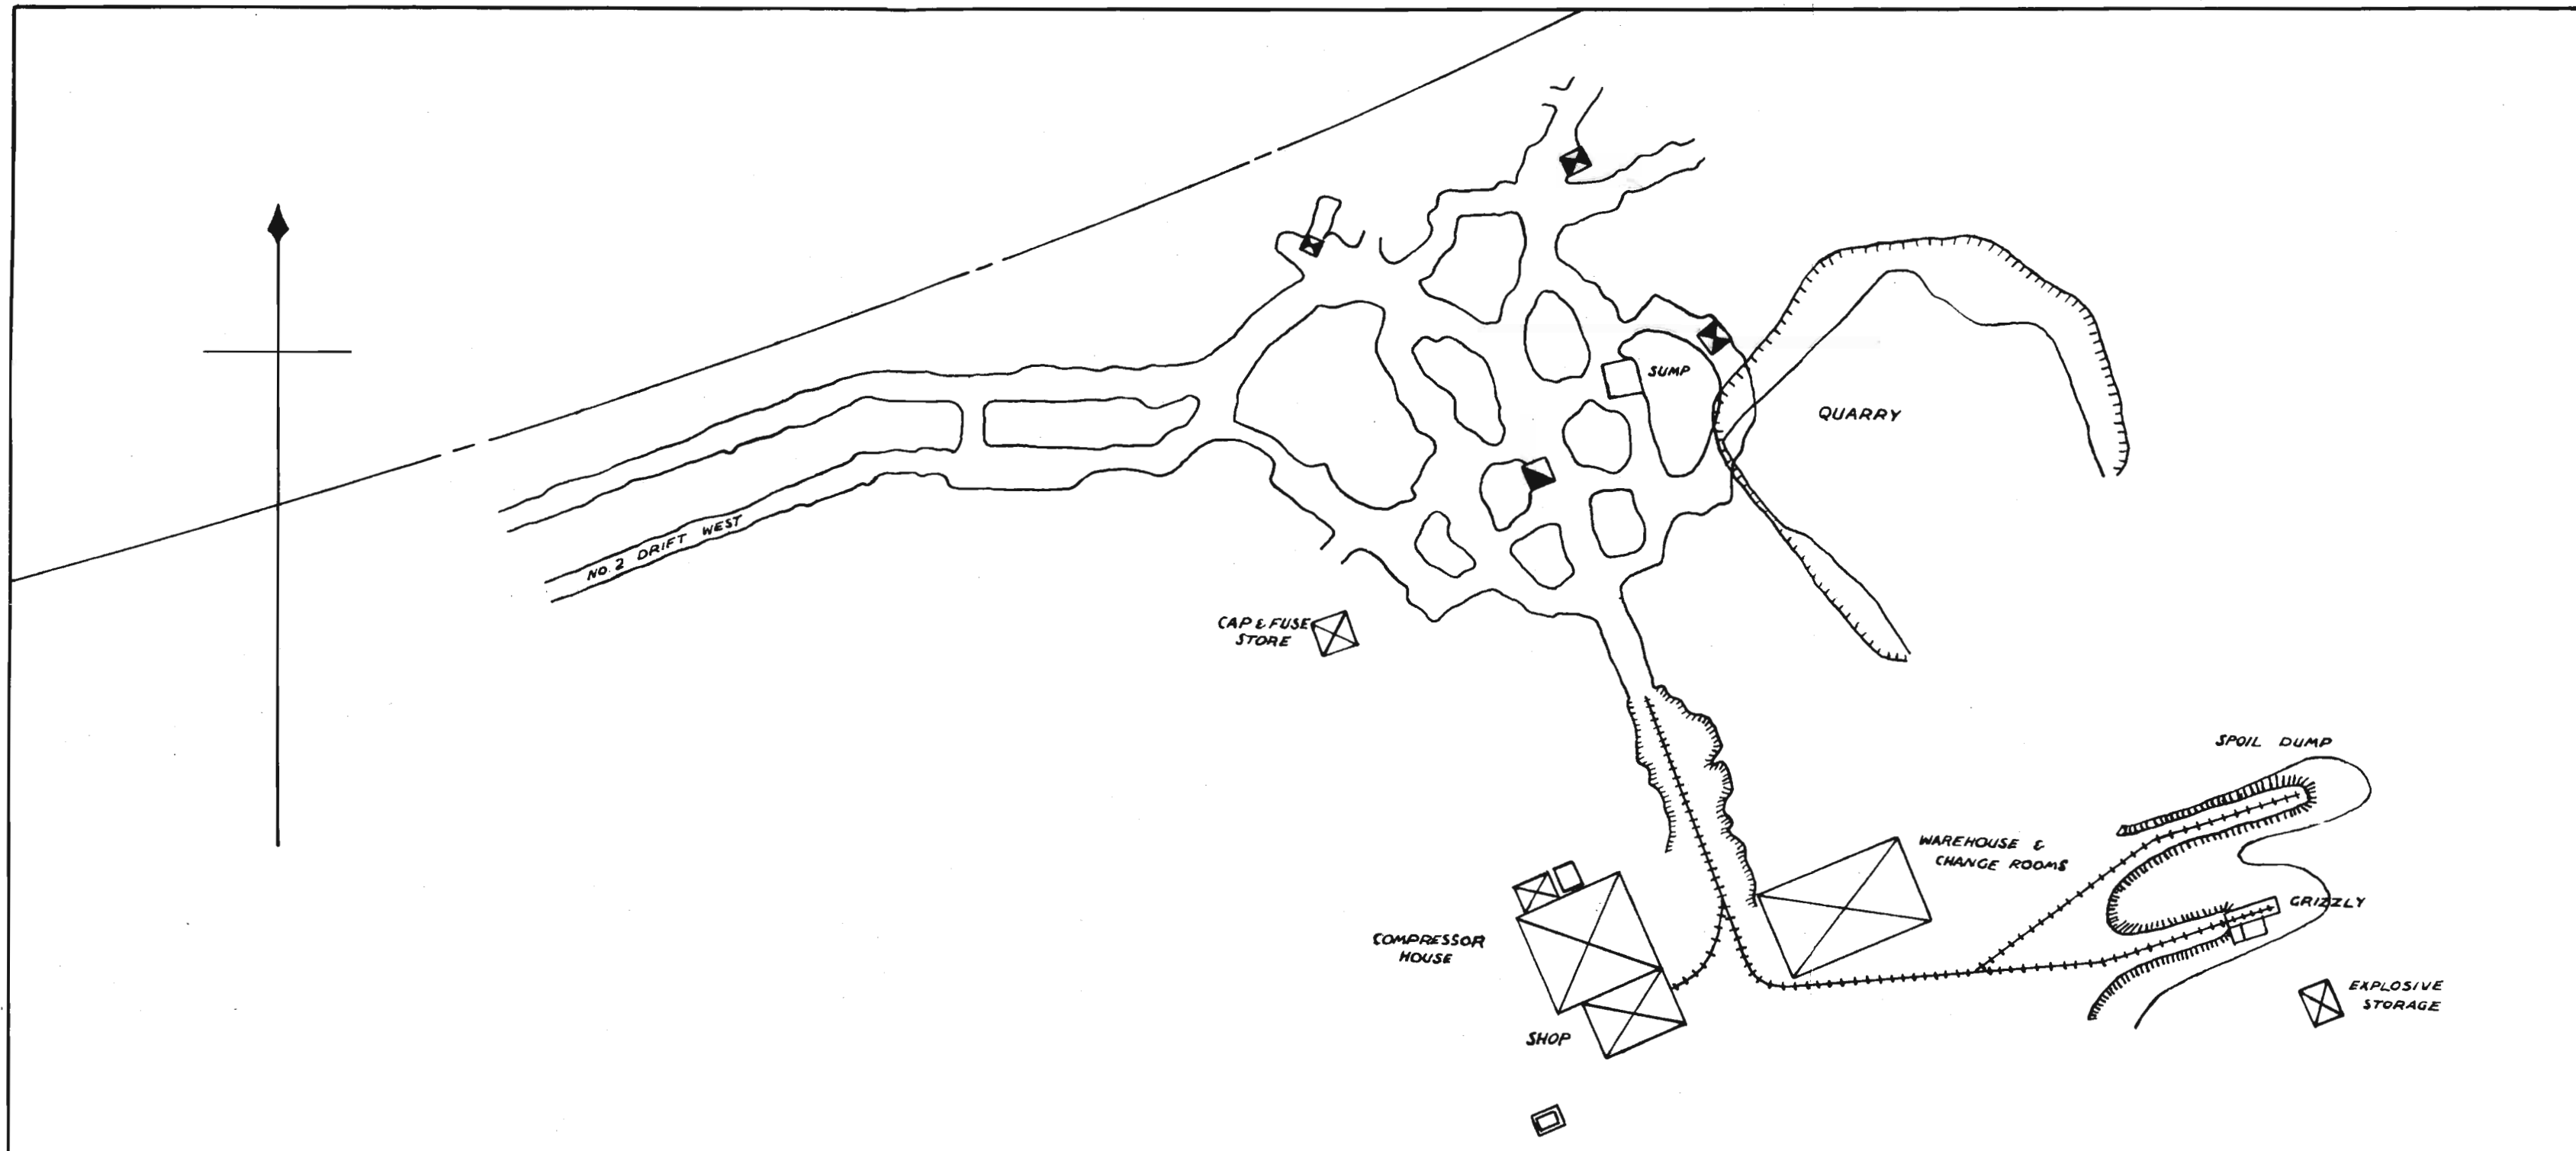 SUMP
QUARRY
NO. 2 DRIFT WEST
CAP & FUSE
STORE
SPOIL DUMP
WAREHOUSE &
CHANGE ROOMS
GRIZZLY
COMPRESSOR
HOUSE
EXPLOSIVE
STORAGE
SHOP